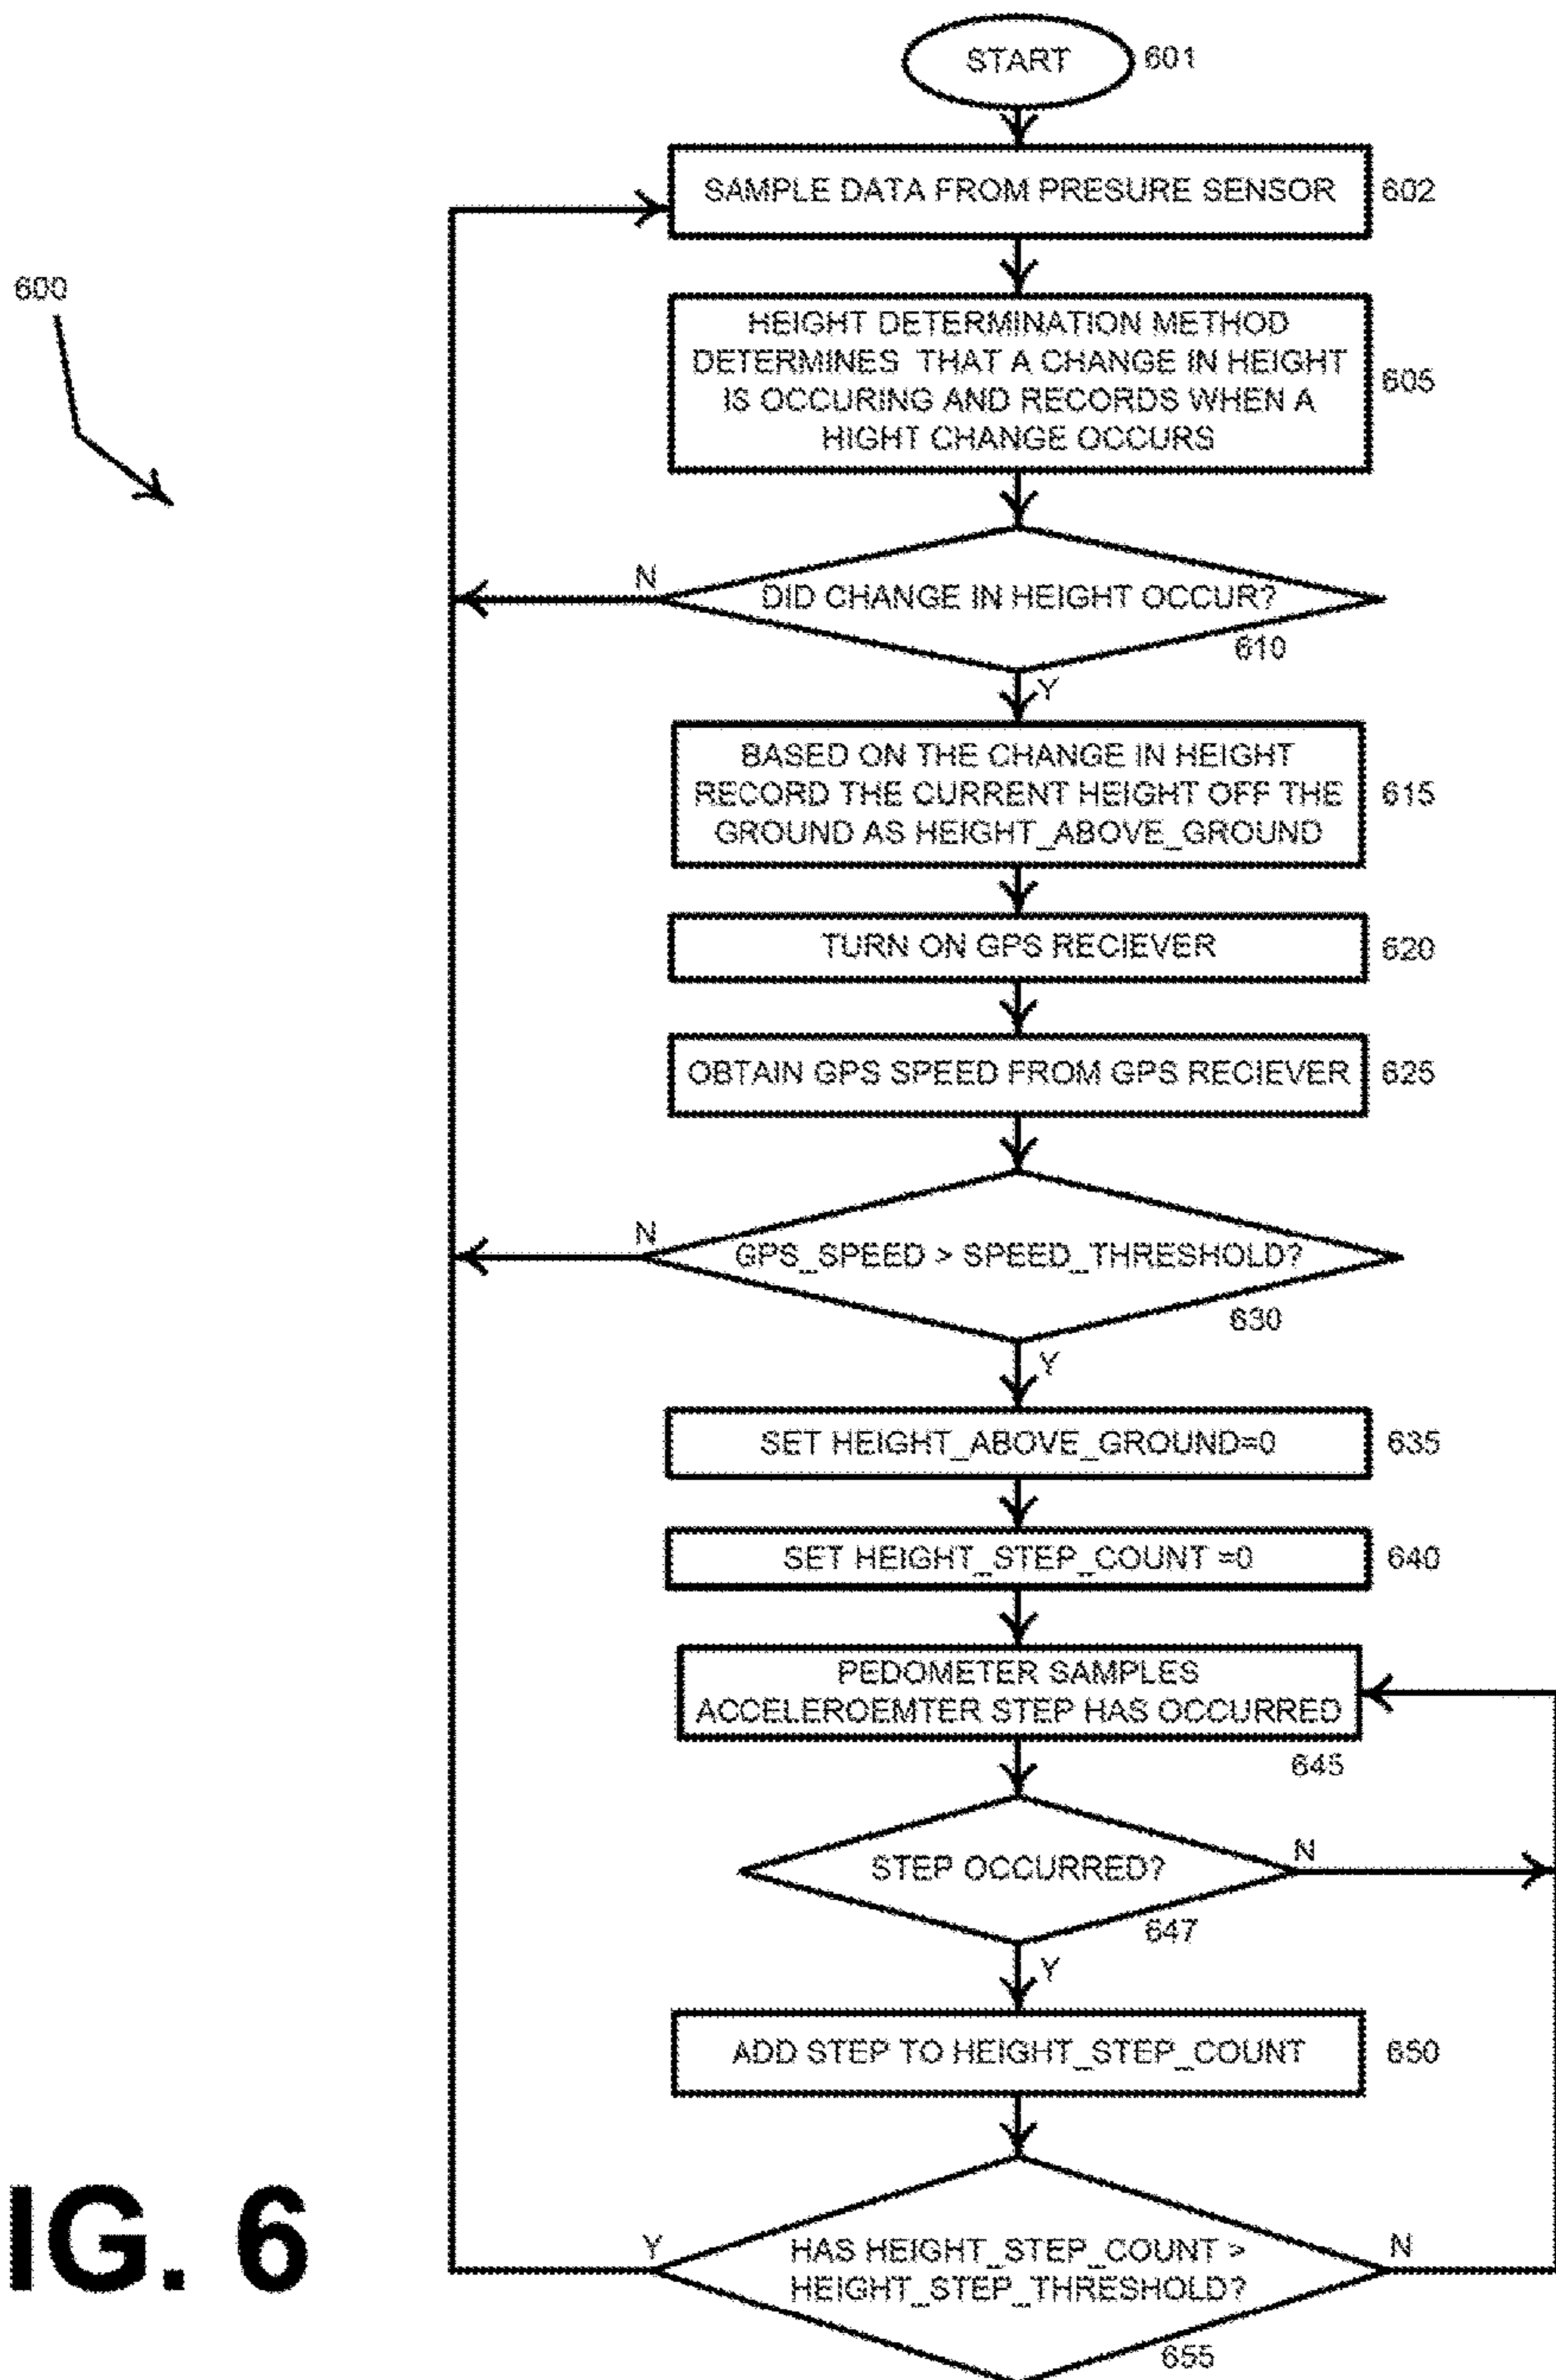 START
601
SAMPLE DATA FROM PRESURE SENSOR
602
600
HEIGHT DETERMINATION METHOD
DETERMINES THAT A CHANGE IN HEIGHT
IS OCCURING AND RECORDS WHEN A
HIGHT CHANGE OCCURS
605
N
DID CHANGE IN HEIGHT OCCUR?
610
Y
BASED ON THE CHANGE IN HEIGHT
RECORD THE CURRENT HEIGHT OFF THE
GROUND AS HEIGHT_ABOVE_GROUND
615
TURN ON GPS RECIEVER
620
OBTAIN GPS SPEED FROM GPS RECIEVER
625
N
GPS_SPEED > SPEED_THRESHOLD?
630
Y
SET HEIGHT_ABOVE_GROUND=0
635
SET HEIGHT_STEP_COUNT =0
640
PEDOMETER SAMPLES
ACCELEROEMTER STEP HAS OCCURRED
645
STEP OCCURRED?
N
647
Y
ADD STEP TO HEIGHT_STEP_COUNT
650
Y
HAS HEIGHT_STEP_COUNT >
HEIGHT_STEP_THRESHOLD?
N
655
IG. 6